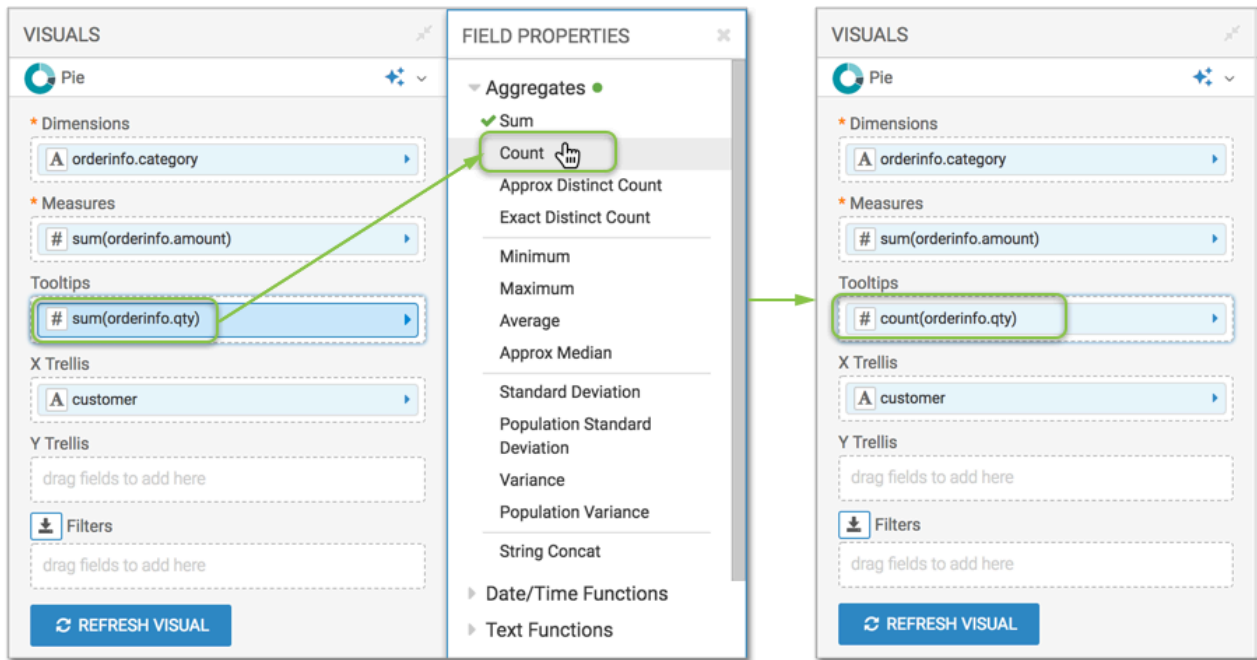 VISUALS
Pie
* Dimensions
A orderinfo.category
* Measures
# sum(orderinfo.amount)
Tooltips
# sum(orderinfo.qty)
X Trellis
A customer
Y Trellis
drag fields to add here
Filters
drag fields to add here
REFRESH VISUAL
FIELD PROPERTIES
Aggregates
Sum
Count
Approx Distinct Count
Exact Distinct Count
Minimum
Maximum
Average
Approx Median
Standard Deviation
Population Standard
Deviation
Variance
Population Variance
String Concat
Date/Time Functions
Text Functions
VISUALS
Pie
* Dimensions
A orderinfo.category
* Measures
# sum(orderinfo.amount)
Tooltips
# count(orderinfo.qty)
X Trellis
A customer
Y Trellis
drag fields to add here
Filters
drag fields to add here
REFRESH VISUAL